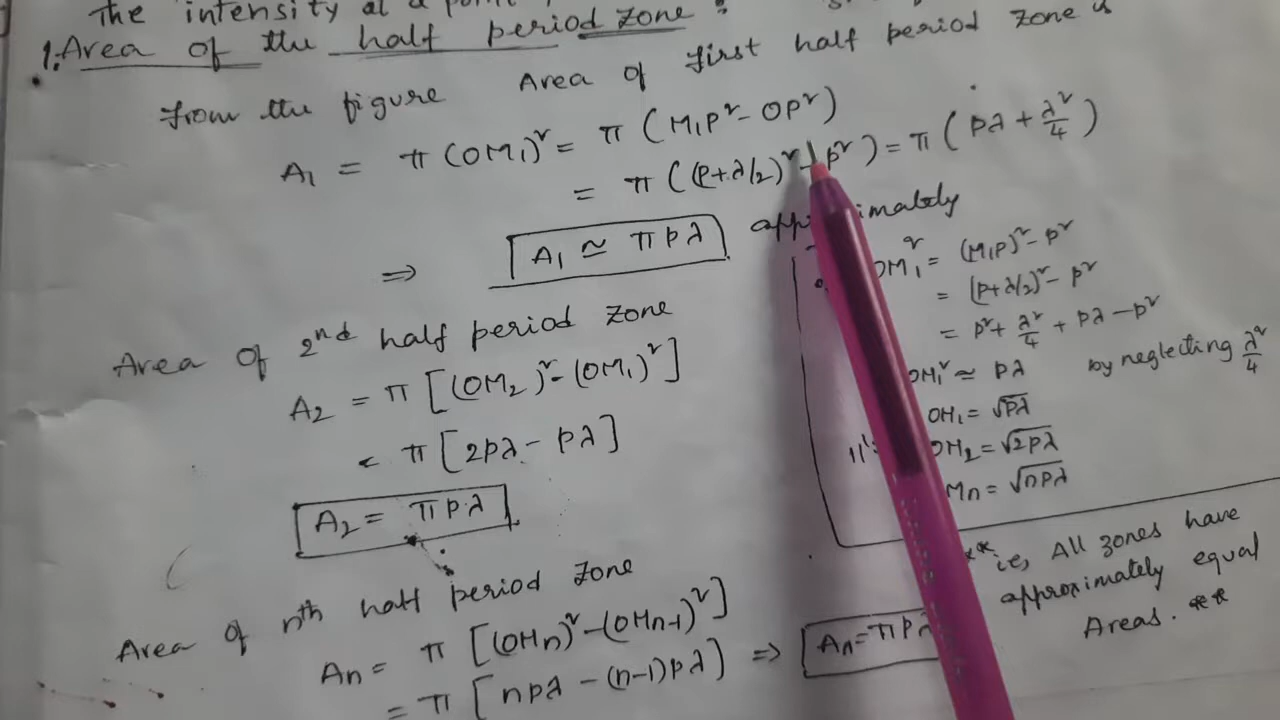 The intensity at a point
1. Area of the half period zone :
from the figure Area of first half period zone is
A₁ = π (OM₁)² = π (M₁P² - OP²)
= π ((P+λ/2)² - P²) = π (Pλ + λ²/4)
⇒ A₁ ≃ πPλ
Area of 2nd half period zone
A₂ = π [(OM₂)² - (OM₁)²]
= π [2Pλ - Pλ]
A₂ = πPλ
Area of nth half period zone
An = π [(OMn)² - (OMn-1)²]
= π [nPλ - (n-1)Pλ] ⇒ An = πPλ
OM₁² = (M₁P)² - P²
= (P+λ/2)² - P²
= P² + λ²/4 + Pλ - P²
OM₁² ≃ Pλ by neglecting λ²/4
OM₁ = √Pλ
OM₂ = √2Pλ
Mn = √nPλ
** ie, All zones have
approximately equal
Areas. **